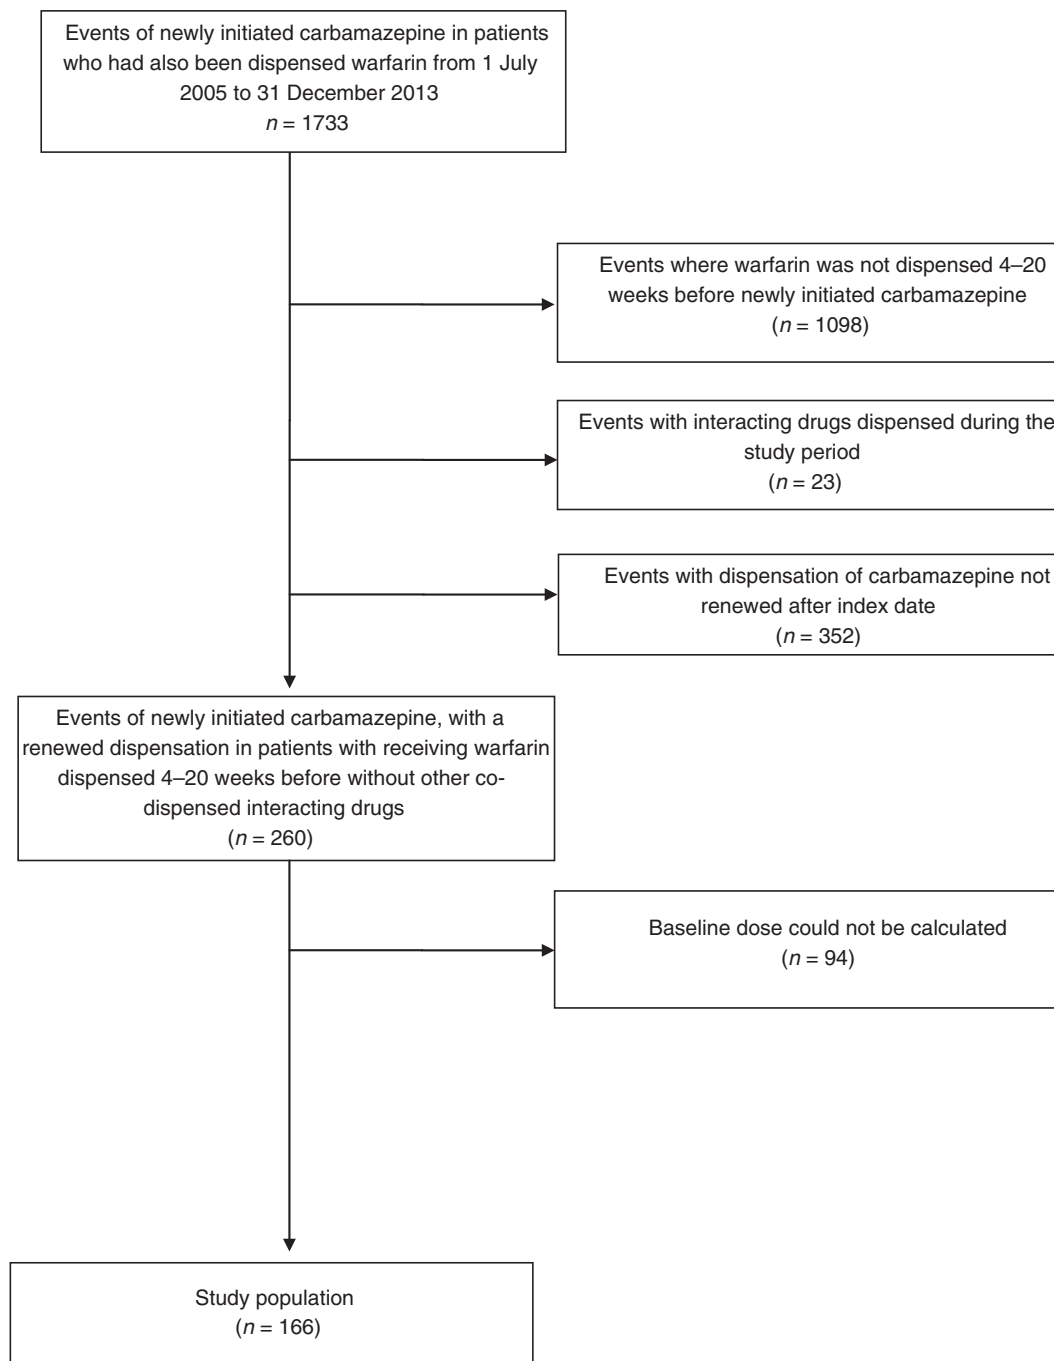 Events of newly initiated carbamazepine in patients
who had also been dispensed warfarin from 1 July
2005 to 31 December 2013
n = 1733
Events where warfarin was not dispensed 4–20
weeks before newly initiated carbamazepine
(n = 1098)
Events with interacting drugs dispensed during the
study period
(n = 23)
Events with dispensation of carbamazepine not
renewed after index date
(n = 352)
Events of newly initiated carbamazepine, with a
renewed dispensation in patients with receiving warfarin
dispensed 4–20 weeks before without other co-
dispensed interacting drugs
(n = 260)
Baseline dose could not be calculated
(n = 94)
Study population
(n = 166)